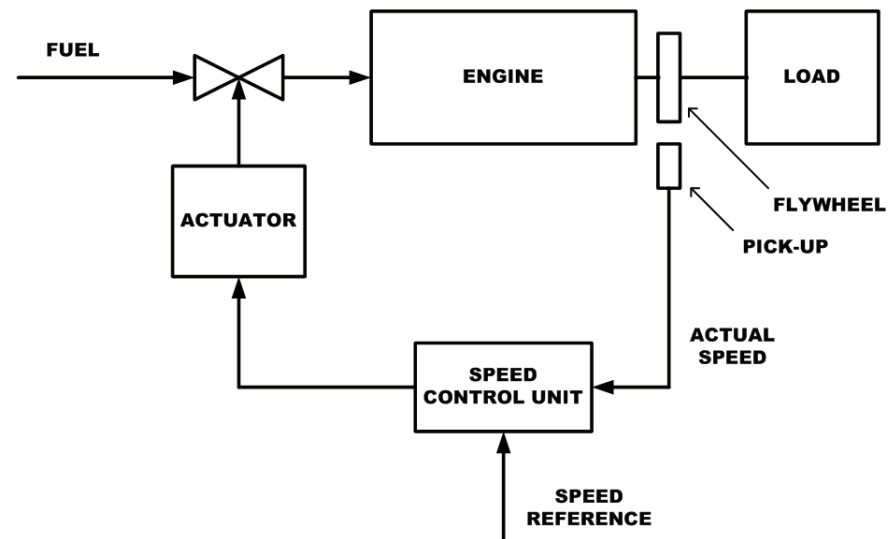 FUEL
ENGINE
LOAD
ACTUATOR
FLYWHEEL
PICK-UP
ACTUAL
SPEED
SPEED
CONTROL UNIT
SPEED
REFERENCE